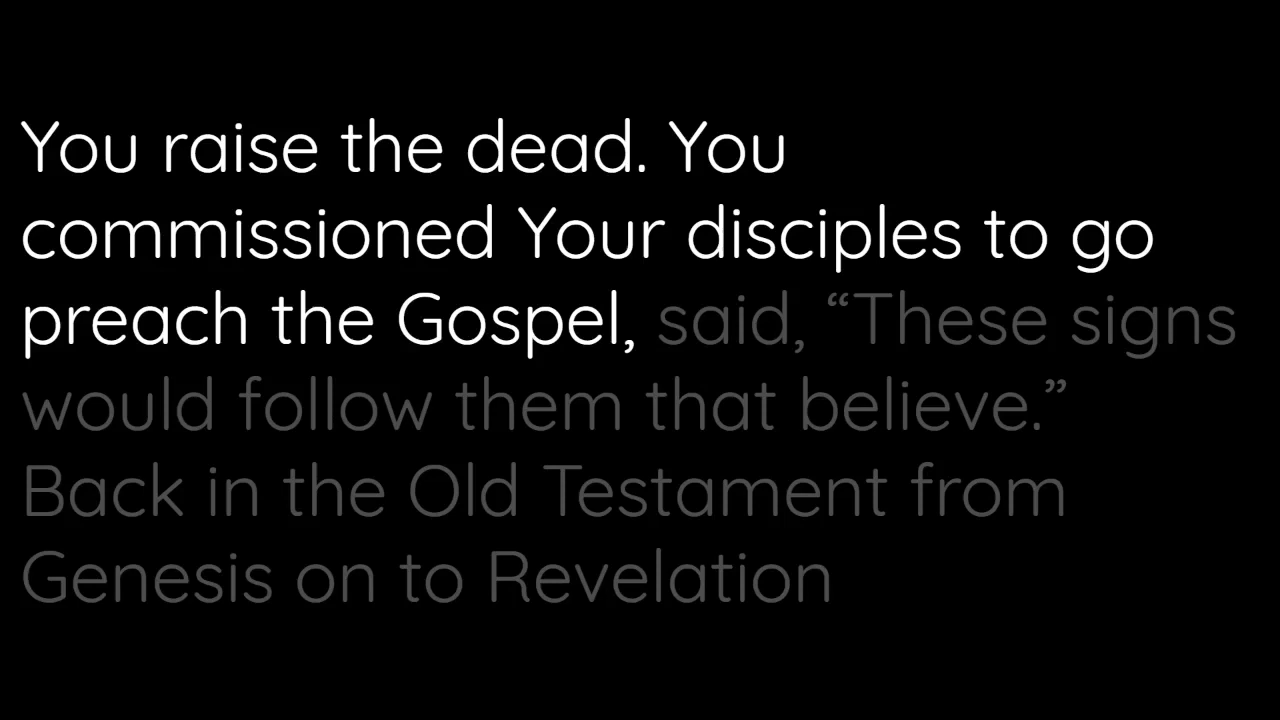 You raise the dead. You
commissioned Your disciples to go
preach the Gospel, said, “These signs
would follow them that believe.”
Back in the Old Testament from
Genesis on to Revelation